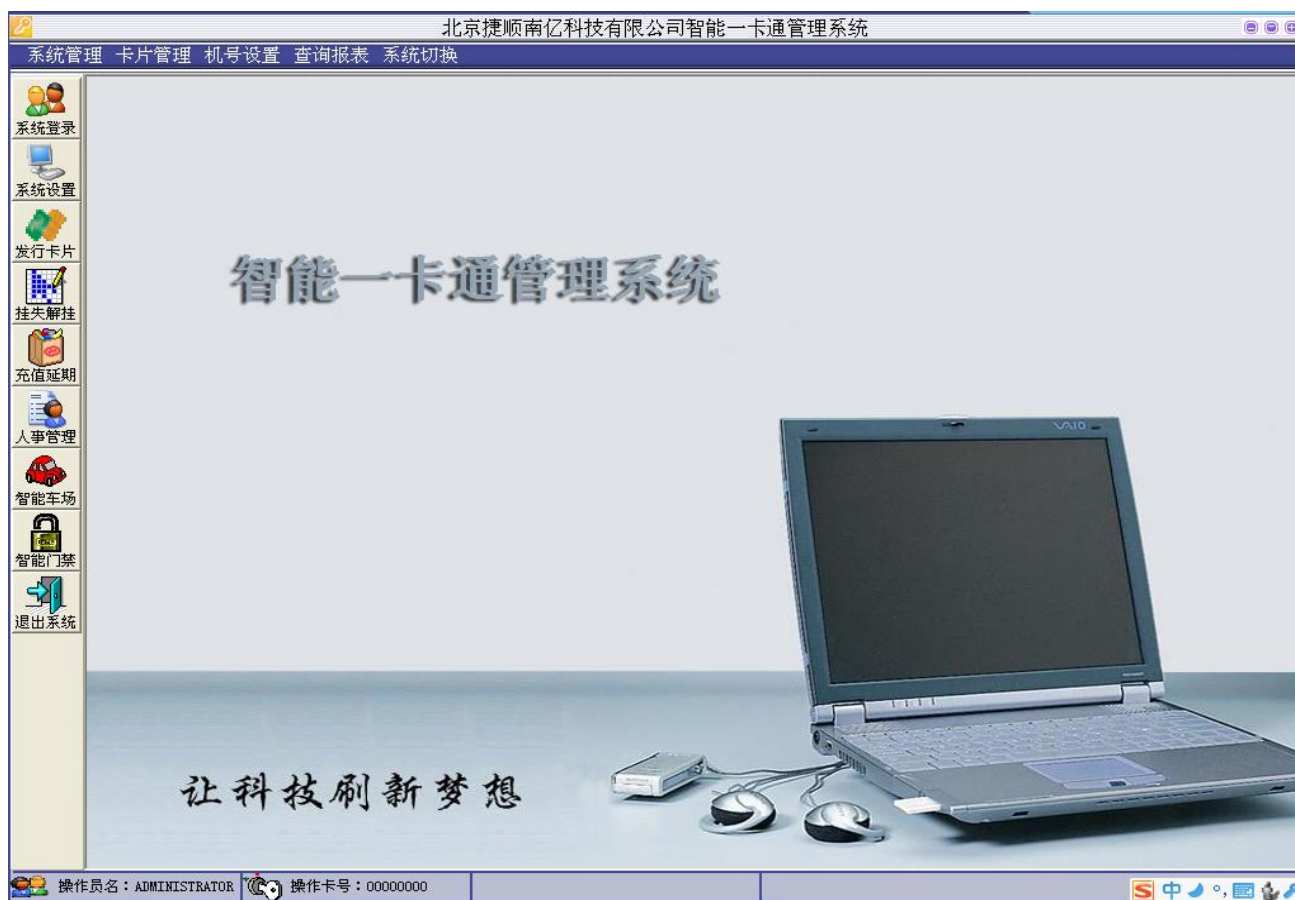 北京捷顺南亿科技有限公司智能一卡通管理系统
系统管理 卡片管理 机号设置 查询报表 系统切换
系统登录
系统设置
发行卡片
挂失解挂
充值延期
人事管理
智能车场
智能门禁
退出系统
智能一卡通管理系统
VAIO
让科技刷新梦想
操作员名：ADMINISTRATOR 操作卡号：00000000
S 中